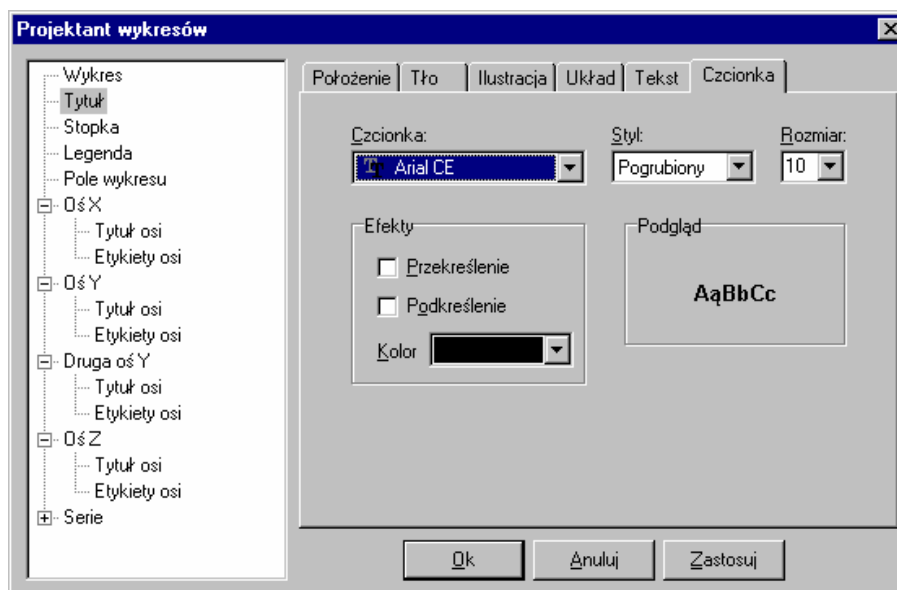 Projektant wykresów
Wykres
Tytuł
Stopka
Legenda
Pole wykresu
Oś X
Tytuł osi
Etykiety osi
Oś Y
Tytuł osi
Etykiety osi
Druga oś Y
Tytuł osi
Etykiety osi
Oś Z
Tytuł osi
Etykiety osi
Serie
Położenie Tło Ilustracja Układ Tekst Czcionka
Czcionka: Styl: Rozmiar:
Arial CE Pogrubiony 10
Efekty
Przekreślenie
Podkreślenie
Kolor
Podgląd
AąBbCc
Ok Anuluj Zastosuj